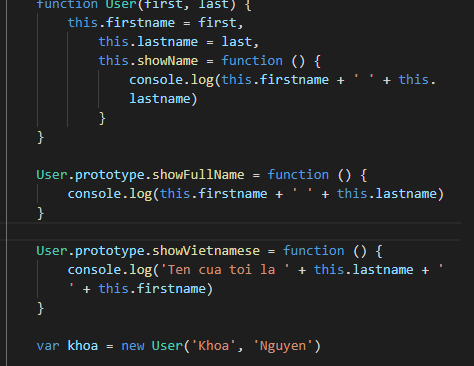 function User(first, last) {
this.firstname = first,
this.lastname = last,
this.showName = function () {
console.log(this.firstname + ' ' + this.
lastname)
}
}
User.prototype.showFullName = function () {
console.log(this.firstname + ' ' + this.lastname)
}
User.prototype.showVietnamese = function () {
console.log('Ten cua toi la ' + this.lastname + '
' + this.firstname)
}
var khoa = new User('Khoa', 'Nguyen')